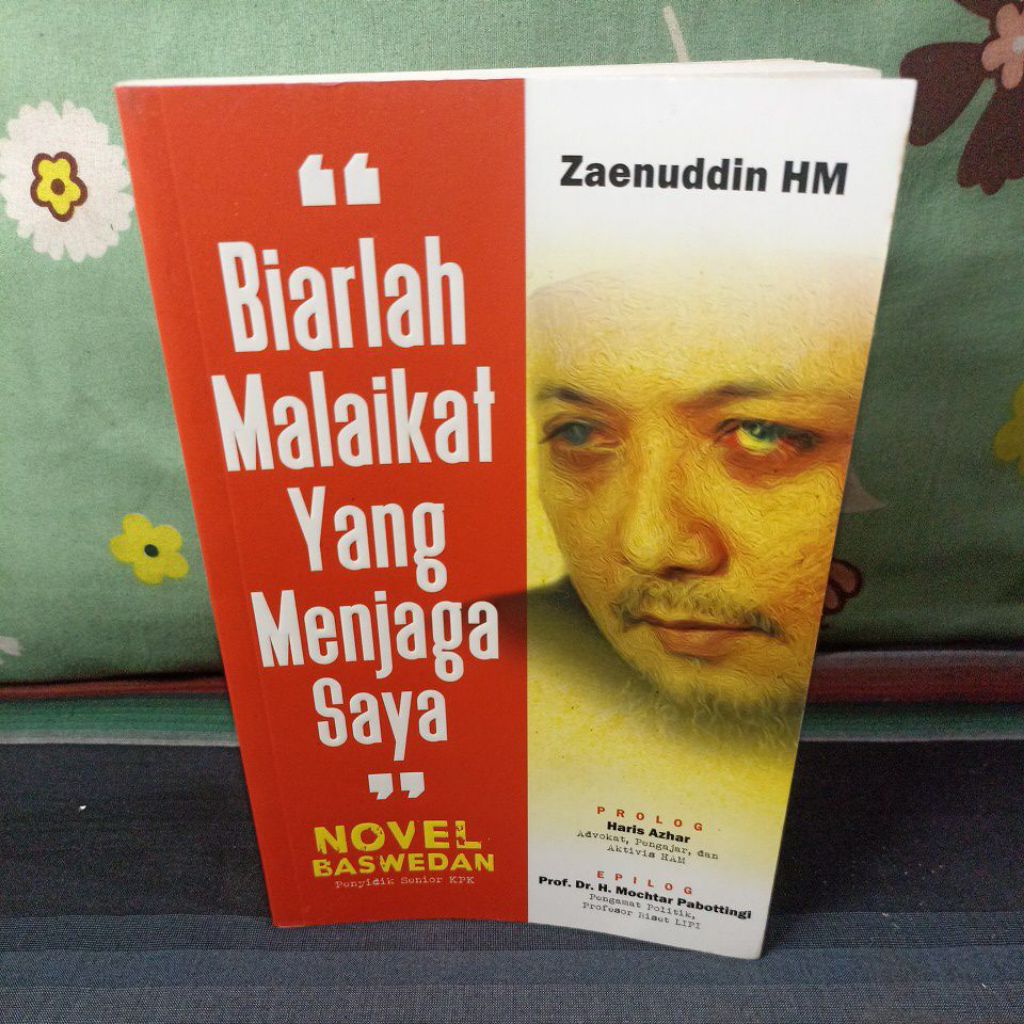 “
Biarlah
Malaikat
Yang
Menjaga
Saya
”
NOVEL
BASWEDAN
Penyidik Senior KPK
Zaenuddin HM
PROLOG
Haris Azhar
Advokat, Pengajar, dan
Aktivis HAM
EPILOG
Prof. Dr. H. Mochtar Pabottingi
Pengamat Politik,
Profesor Riset LIPI